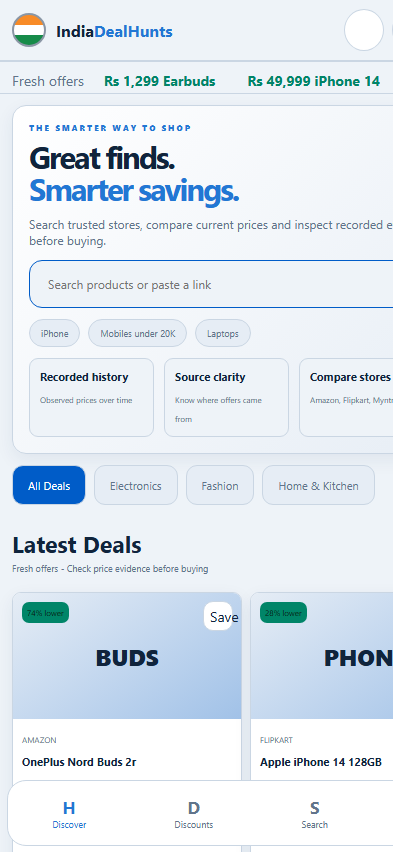 IndiaDealHunts
Fresh offers Rs 1,299 Earbuds Rs 49,999 iPhone 14
THE SMARTER WAY TO SHOP
Great finds.
Smarter savings.
Search trusted stores, compare current prices and inspect recorded
before buying.
Search products or paste a link
iPhone Mobiles under 20K Laptops
Recorded history Source clarity Compare stores
Observed prices over time Know where offers came Amazon, Flipkart,
from
All Deals Electronics Fashion Home & Kitchen
Latest Deals
Fresh offers - Check price evidence before buying
74% lower Save 28% lower
BUDS PHON
AMAZON FLIPKART
OnePlus Nord Buds 2r Apple iPhone 14 128GB
H D S
Discover Discounts Search